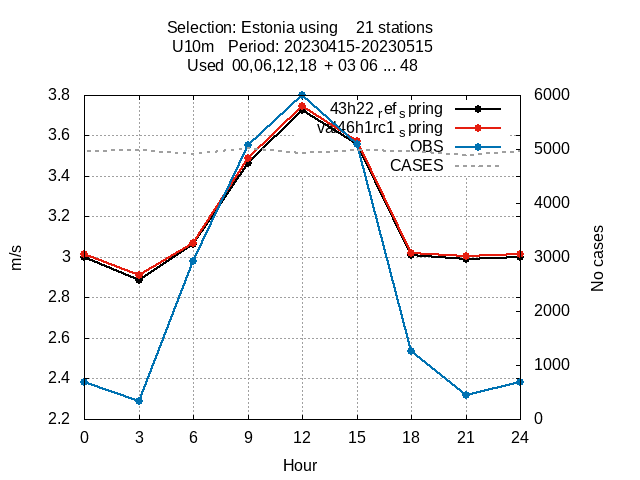 Selection: Estonia using    21 stations
U10m   Period: 20230415-20230515
Used  00,06,12,18  + 03 06 ... 48
43h22 ref spring
va46h1rc1 spring
OBS
CASES
3.8
3.6
3.4
3.2
3
2.8
2.6
2.4
2.2
6000
5000
4000
3000
2000
1000
0
m/s
No cases
0 3 6 9 12 15 18 21 24
Hour